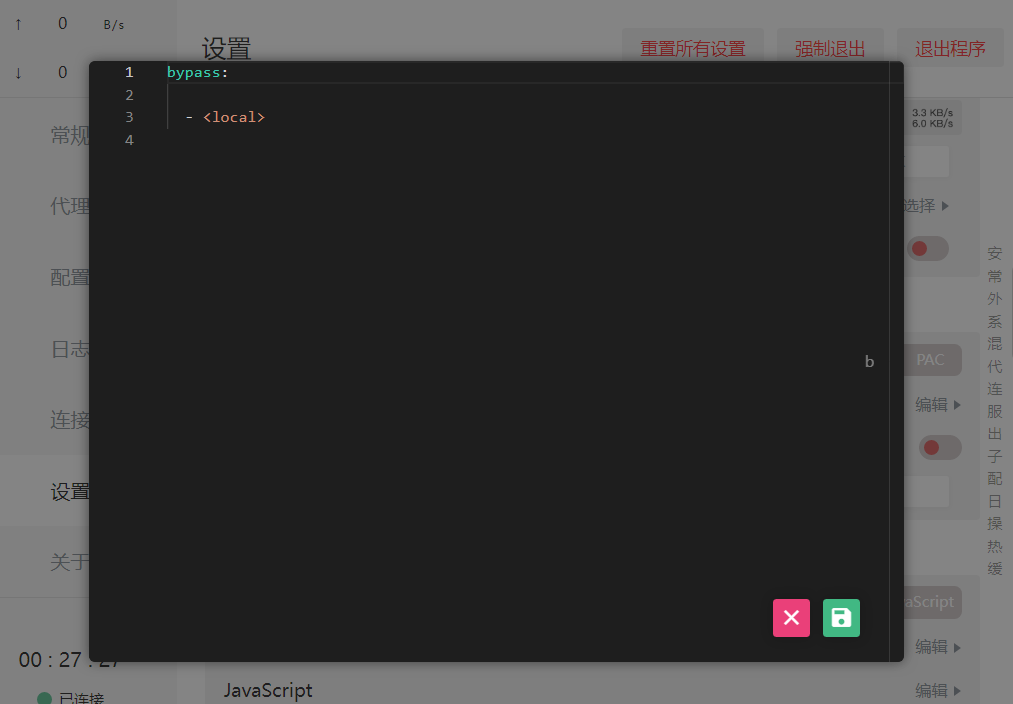 ↑ 0 B/s
↓ 0
设置
重置所有设置
强制退出
退出程序
常规
代理
配置
日志
连接
设置
关于
00 : 27 : 27
已连接
1 bypass:
2
3 - <local>
4
b
3.3 KB/s
6.0 KB/s
选择
PAC
编辑
aScript
编辑
JavaScript
编辑
安
常
外
系
混
代
连
服
出
子
配
日
操
热
缓